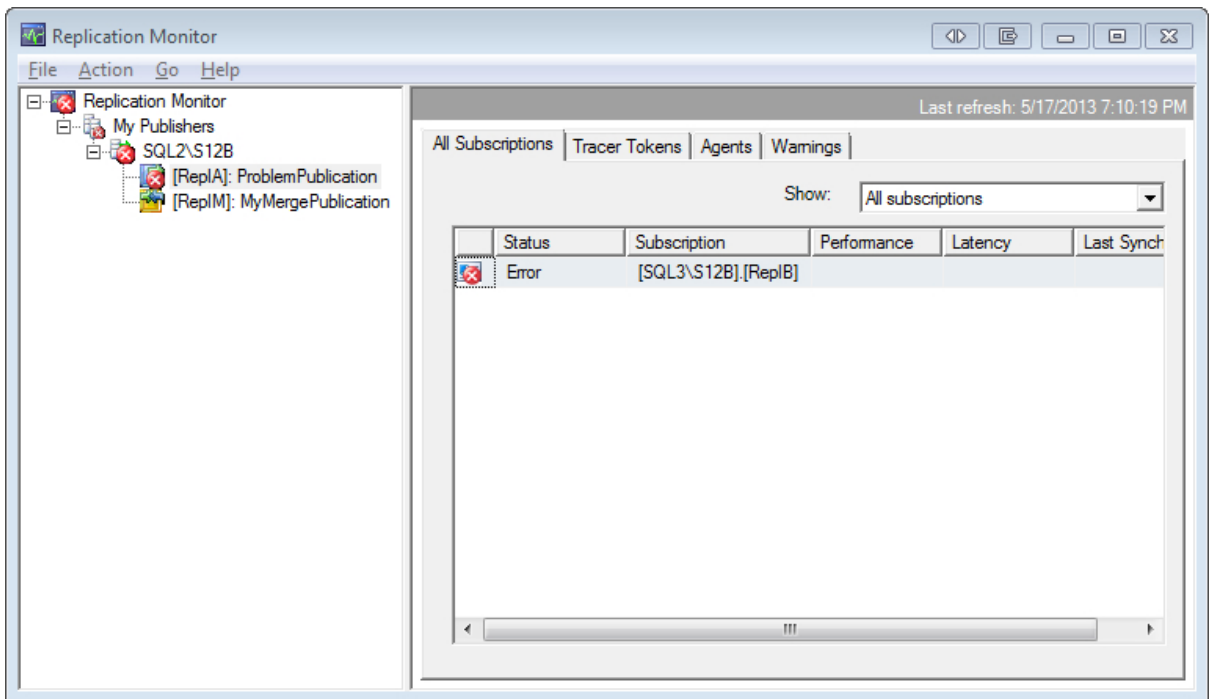 Replication Monitor
File Action Go Help
Replication Monitor
My Publishers
SQL2\S12B
[ReplA]: ProblemPublication
[ReplM]: MyMergePublication
Last refresh: 5/17/2013 7:10:19 PM
All Subscriptions Tracer Tokens Agents Warnings
Show: All subscriptions
Status Subscription Performance Latency Last Synch
Error [SQL3\S12B].[ReplB]